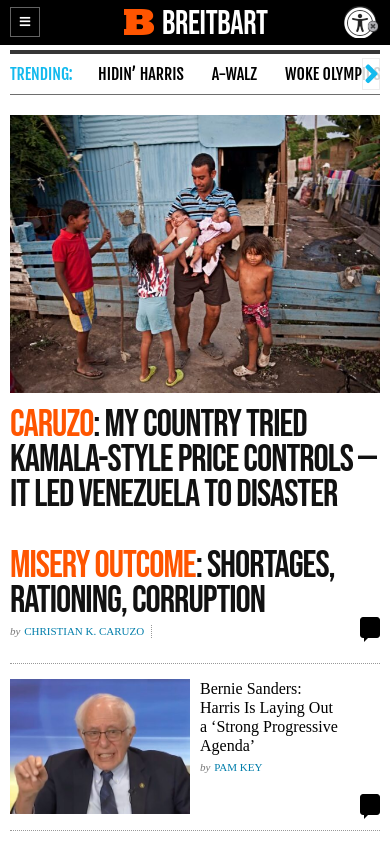 BREITBART
TRENDING: HIDIN’ HARRIS A–WALZ WOKE OLYMP
CARUZO: MY COUNTRY TRIED
KAMALA-STYLE PRICE CONTROLS —
IT LED VENEZUELA TO DISASTER
MISERY OUTCOME: SHORTAGES,
RATIONING, CORRUPTION
by CHRISTIAN K. CARUZO
Bernie Sanders:
Harris Is Laying Out
a ‘Strong Progressive
Agenda’
by PAM KEY